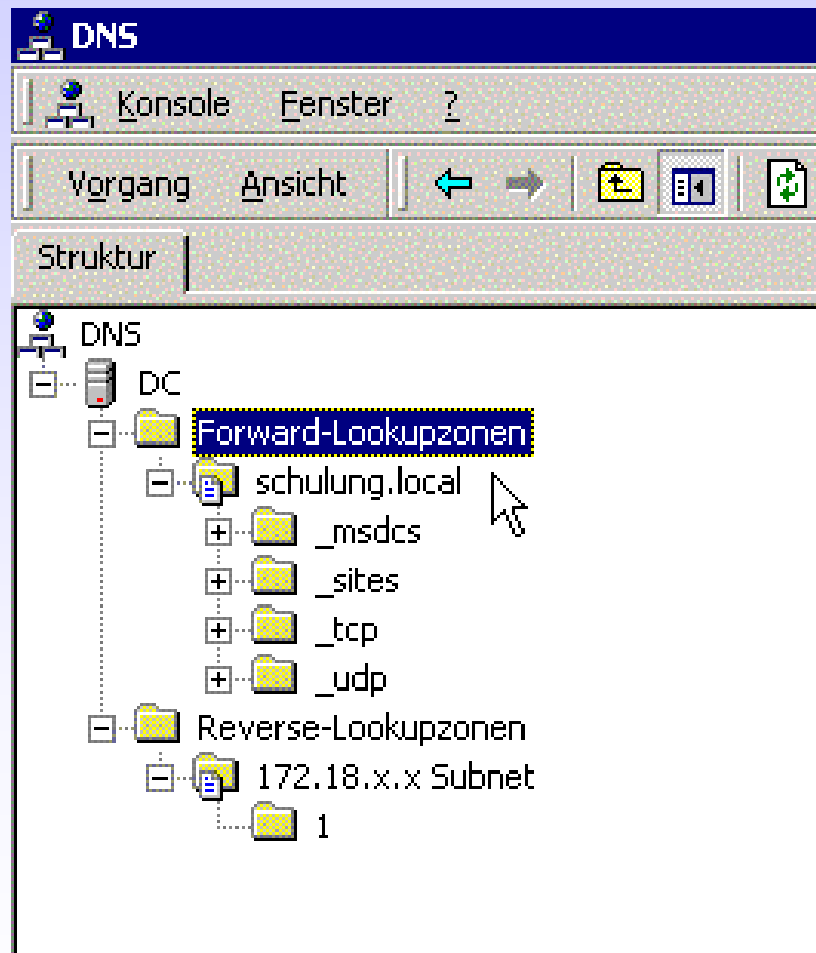 DNS
Konsole Fenster ?
Vorgang Ansicht
Struktur
DNS
DC
Forward-Lookupzonen
schulung.local
_msdcs
_sites
_tcp
_udp
Reverse-Lookupzonen
172.18.x.x Subnet
1